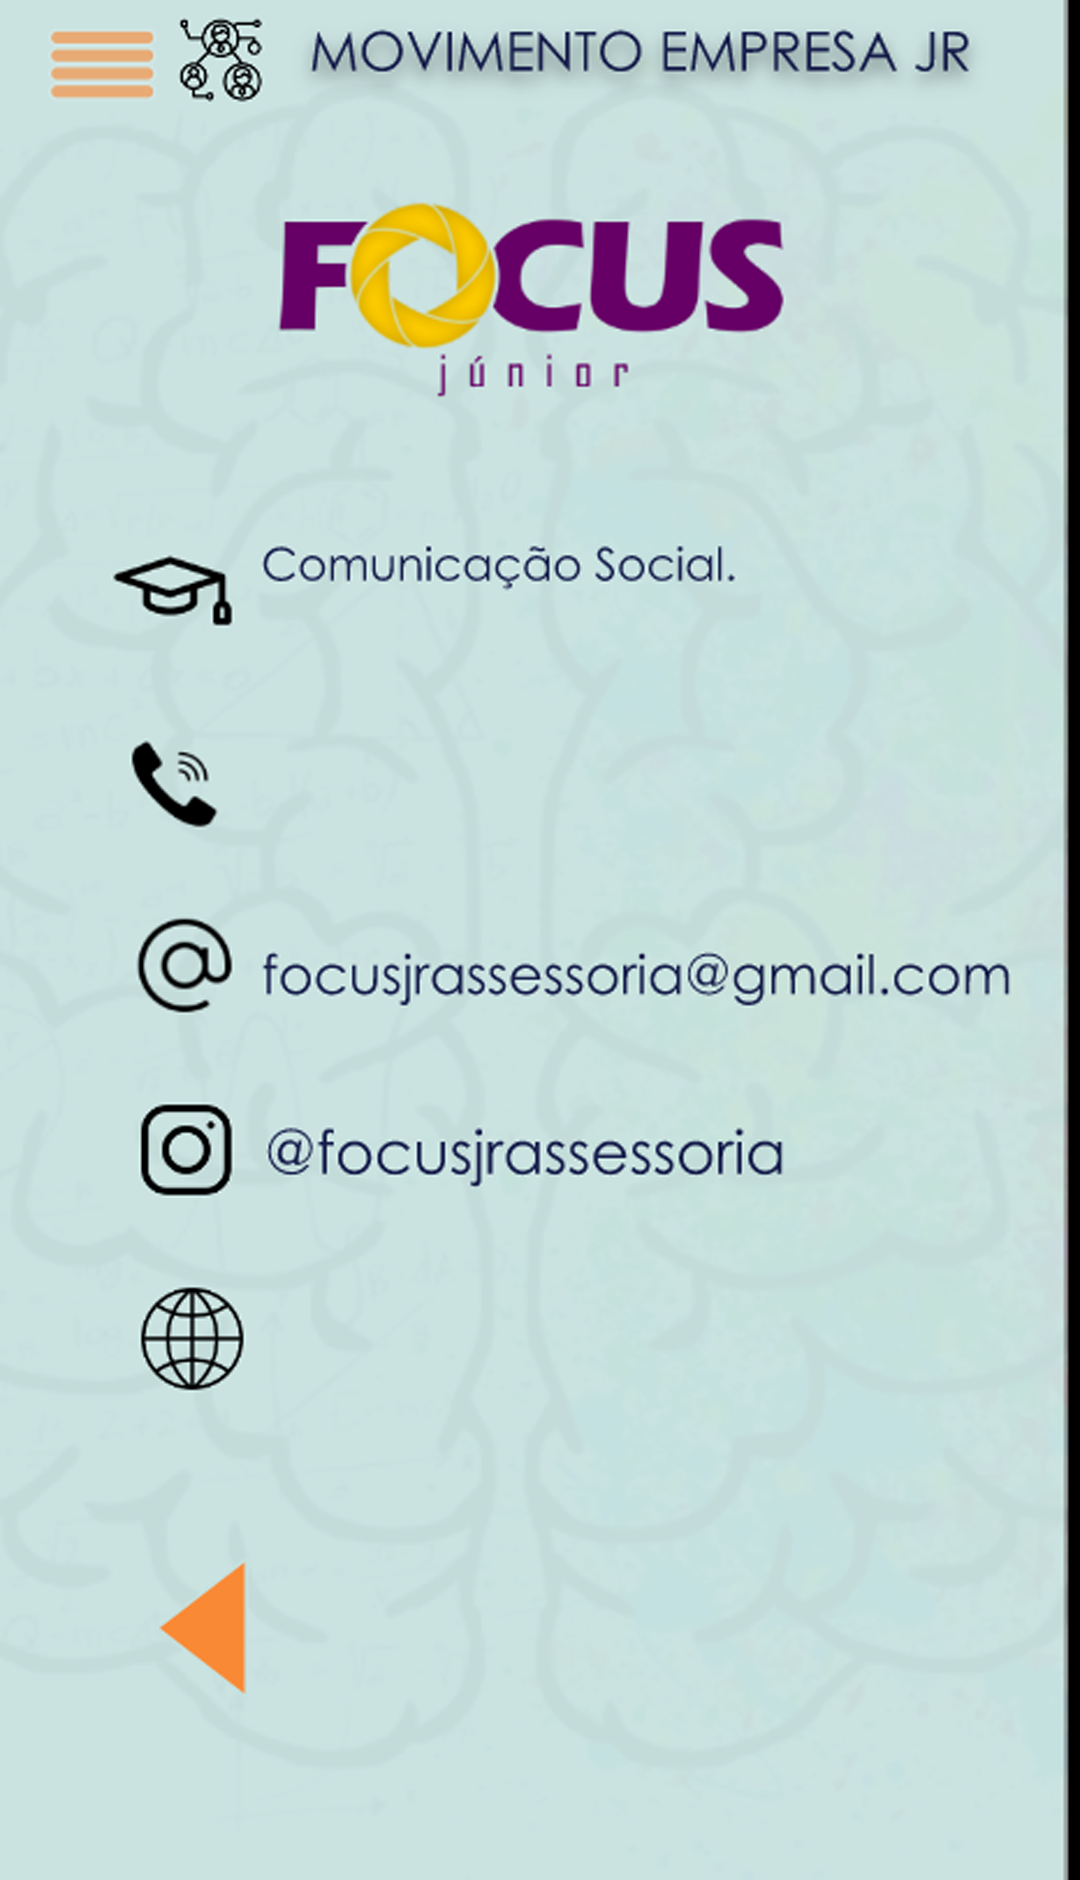 MOVIMENTO EMPRESA JR
FOCUS
júnior
Comunicação Social.
focusjrassessoria@gmail.com
@focusjrassessoria